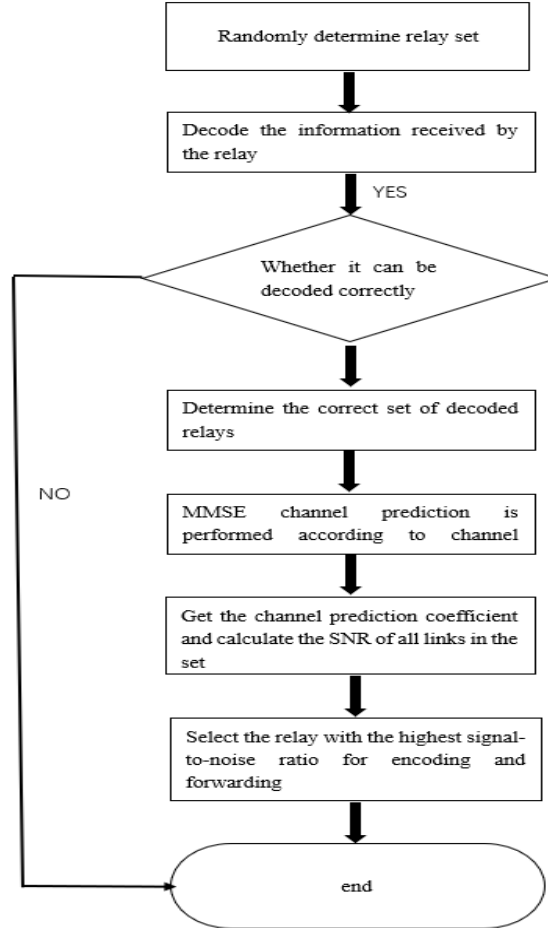 Randomly determine relay set
Decode the information received by
the relay
YES
Whether it can be
decoded correctly
Determine the correct set of decoded
relays
NO
MMSE channel prediction is
performed according to channel
Get the channel prediction coefficient
and calculate the SNR of all links in the
set
Select the relay with the highest signal-
to-noise ratio for encoding and
forwarding
end